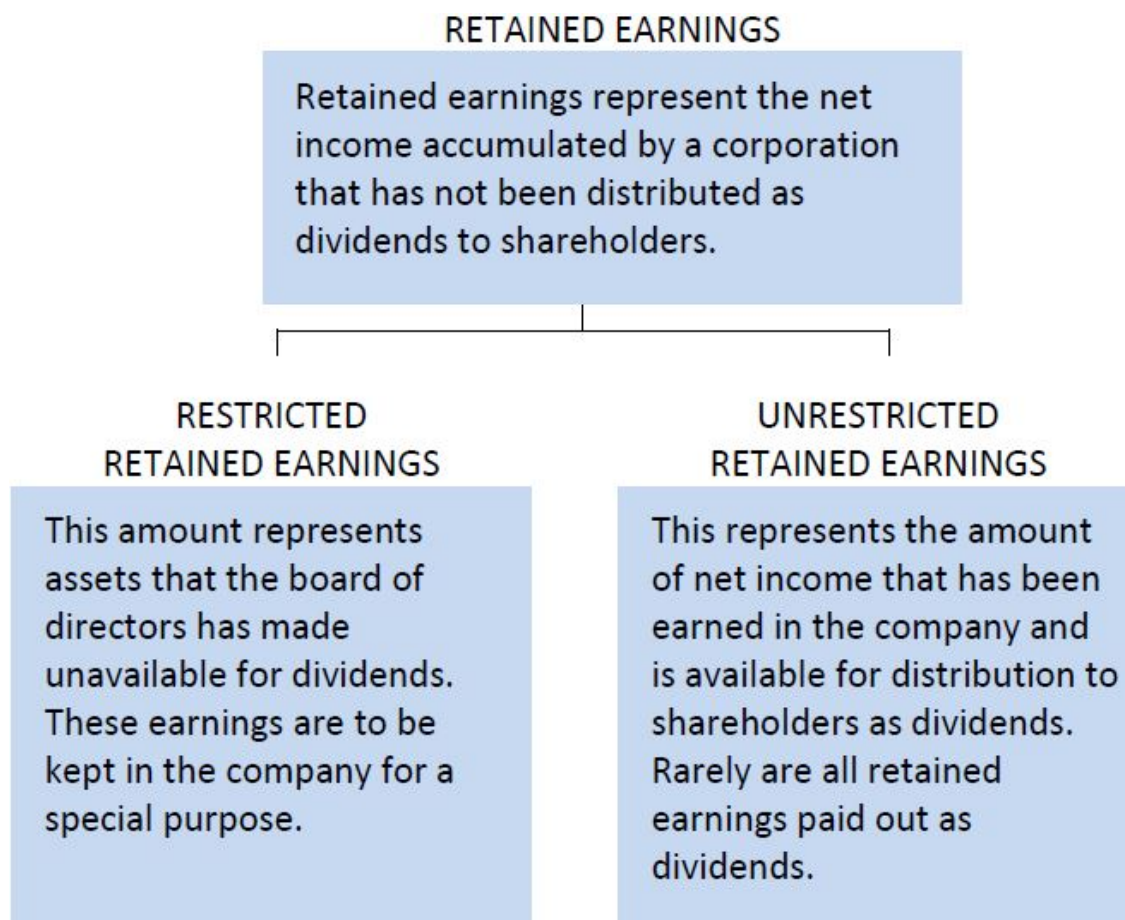 RETAINED EARNINGS
Retained earnings represent the net
income accumulated by a corporation
that has not been distributed as
dividends to shareholders.
RESTRICTED
RETAINED EARNINGS
This amount represents
assets that the board of
directors has made
unavailable for dividends.
These earnings are to be
kept in the company for a
special purpose.
UNRESTRICTED
RETAINED EARNINGS
This represents the amount
of net income that has been
earned in the company and
is available for distribution to
shareholders as dividends.
Rarely are all retained
earnings paid out as
dividends.